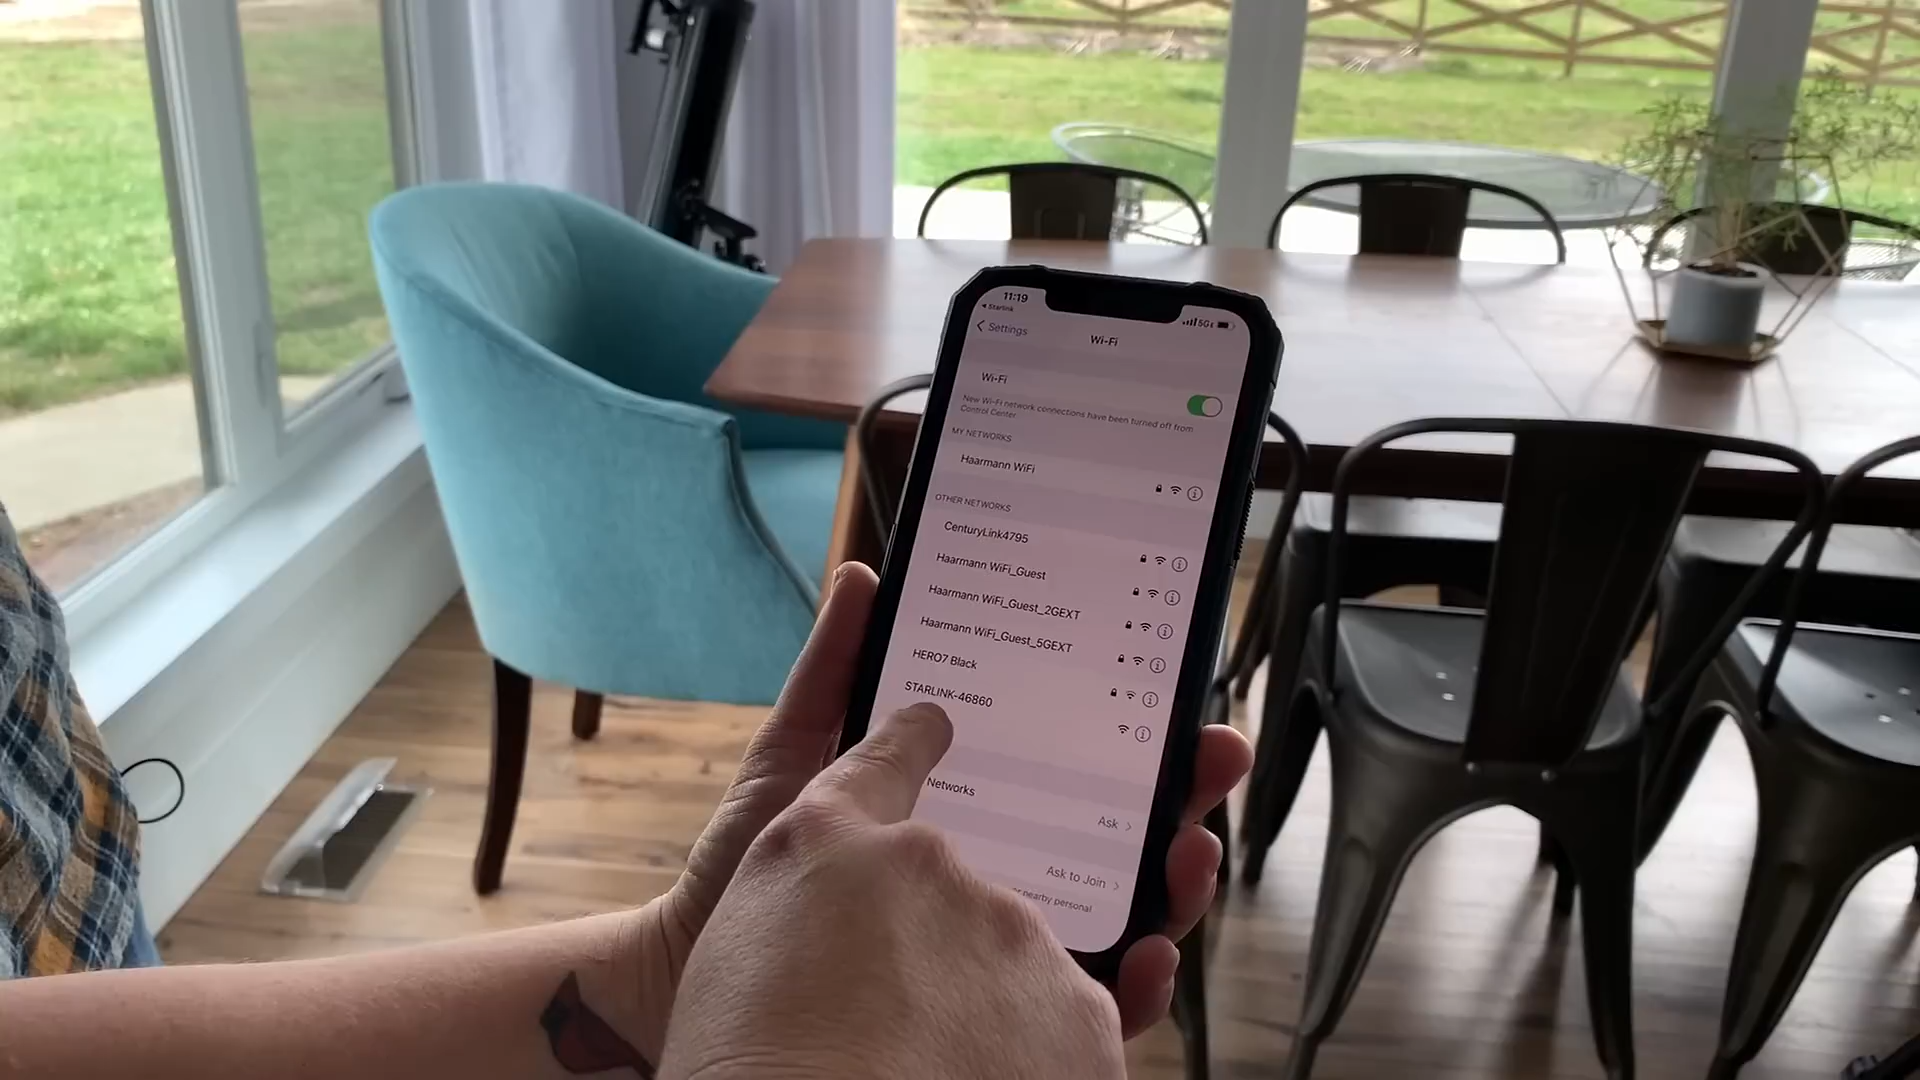 11:19
Starlink
5G
Settings
Wi-Fi
Wi-Fi
New Wi-Fi network connections have been turned off from
Control Center
MY NETWORKS
Haarmann WiFi
OTHER NETWORKS
CenturyLink4795
Haarmann WiFi_Guest
Haarmann WiFi_Guest_2GEXT
Haarmann WiFi_Guest_5GEXT
HERO7 Black
STARLINK-46860
Networks
Ask
Ask to Join
nearby personal